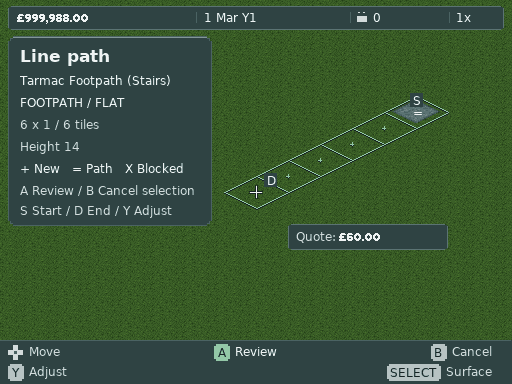 £999,988.00
1 Mar Y1
0
1x
Line path
Tarmac Footpath (Stairs)
FOOTPATH / FLAT
6 x 1 / 6 tiles
Height 14
+ New = Path X Blocked
A Review / B Cancel selection
S Start / D End / Y Adjust
S
=
+
+
+
+
D
Quote: £60.00
Move
A Review
B Cancel
Y Adjust
SELECT Surface